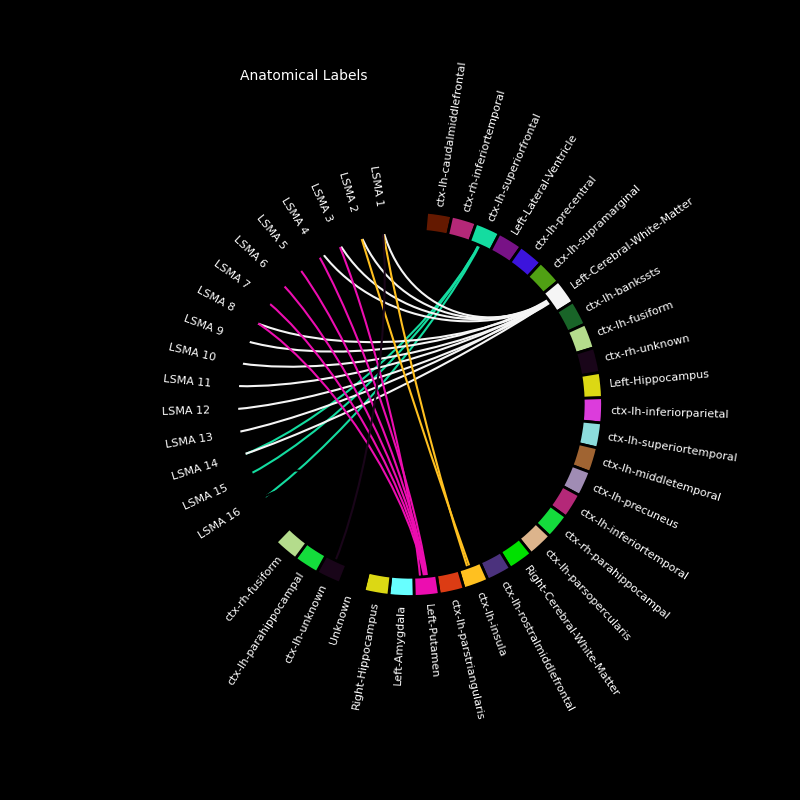 Anatomical Labels
LSMA 1
LSMA 2
LSMA 3
LSMA 4
LSMA 5
LSMA 6
LSMA 7
LSMA 8
LSMA 9
LSMA 10
LSMA 11
LSMA 12
LSMA 13
LSMA 14
LSMA 15
LSMA 16
ctx-rh-fusiform
ctx-lh-parahippocampal
ctx-lh-unknown
Unknown
Right-Hippocampus
Left-Amygdala
Left-Putamen
ctx-lh-parstriangularis
ctx-lh-insula
ctx-lh-rostralmiddlefrontal
Right-Cerebral-White-Matter
ctx-lh-parsopercularis
ctx-rh-parahippocampal
ctx-lh-inferiortemporal
ctx-lh-precuneus
ctx-lh-middletemporal
ctx-lh-superiortemporal
ctx-lh-inferiorparietal
Left-Hippocampus
ctx-rh-unknown
ctx-lh-fusiform
ctx-lh-bankssts
Left-Cerebral-White-Matter
ctx-lh-supramarginal
ctx-lh-precentral
Left-Lateral-Ventricle
ctx-lh-superiorfrontal
ctx-rh-inferiortemporal
ctx-lh-caudalmiddlefrontal